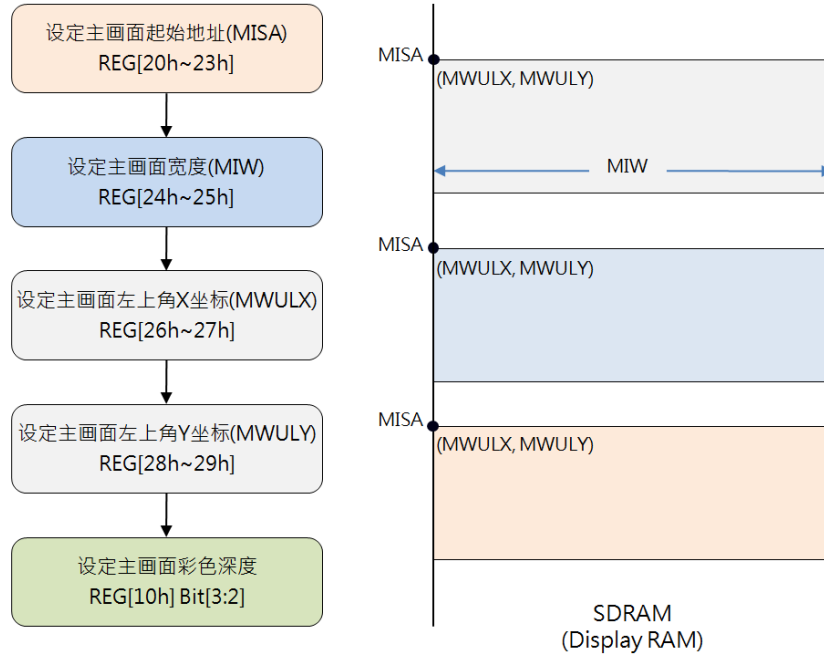 设定主画面起始地址(MISA)
REG[20h~23h]
设定主画面宽度(MIW)
REG[24h~25h]
设定主画面左上角X坐标(MWULX)
REG[26h~27h]
设定主画面左上角Y坐标(MWULY)
REG[28h~29h]
设定主画面彩色深度
REG[10h] Bit[3:2]
MISA
(MWULX, MWULY)
MIW
MISA
(MWULX, MWULY)
MISA
(MWULX, MWULY)
SDRAM
(Display RAM)